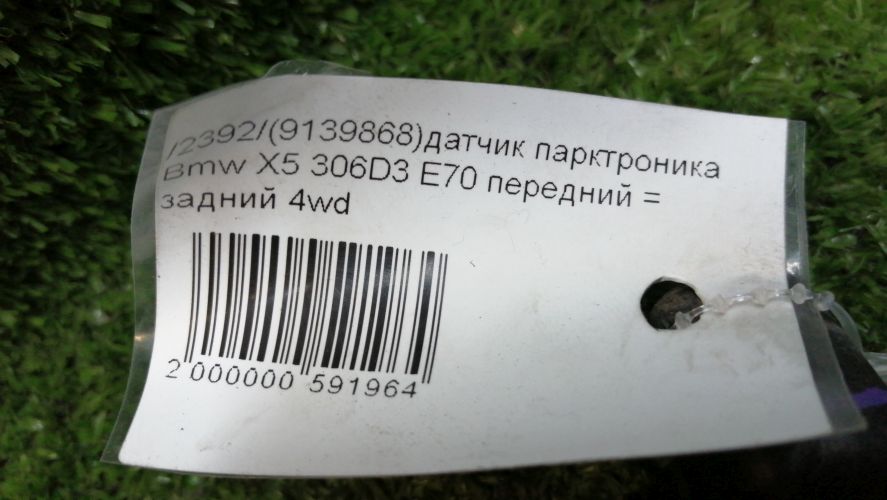 /2392/(9139868)датчик парктроника
Bmw X5 306D3 E70 передний =
задний 4wd
2 000000 591964